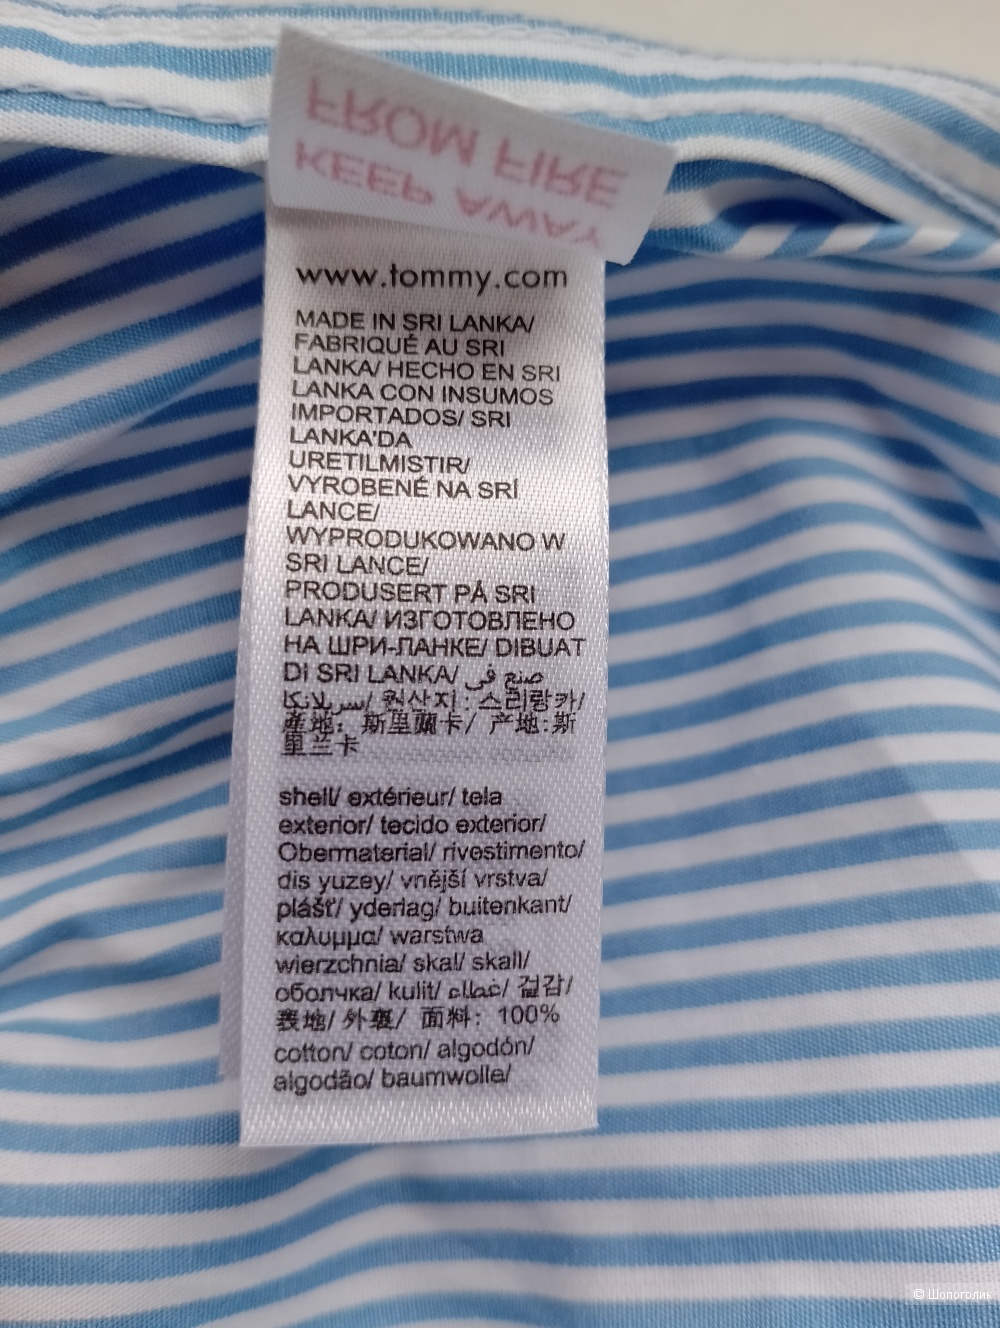 KEEP AWAY
FROM FIRE
www.tommy.com
MADE IN SRI LANKA/
FABRIQUÉ AU SRI
LANKA/ HECHO EN SRI
LANKA CON INSUMOS
IMPORTADOS/ SRI
LANKA'DA
URETILMISTIR/
VYROBENÉ NA SRÍ
LANCE/
WYPRODUKOWANO W
SRI LANCE/
PRODUSERT PÅ SRI
LANKA/ ИЗГОТОВЛЕНО
НА ШРИ-ЛАНКЕ/ DIBUAT
DI SRI LANKA/ صنع في
سريلانكا/ 원산지 : 스리랑카/
產地： 斯里蘭卡/ 产地:斯
里兰卡
shell/ extérieur/ tela
exterior/ tecido exterior/
Obermaterial/ rivestimento/
dis yuzey/ vnější vrstva/
plášť/ yderlag/ buitenkant/
καλυμμα/ warstwa
wierzchnia/ skal/ skall/
оболчка/ kulit/ غطاء/ 겉감/
表地/ 外裏/ 面料： 100%
cotton/ coton/ algodón/
algodão/ baumwolle/
© Шопоголик